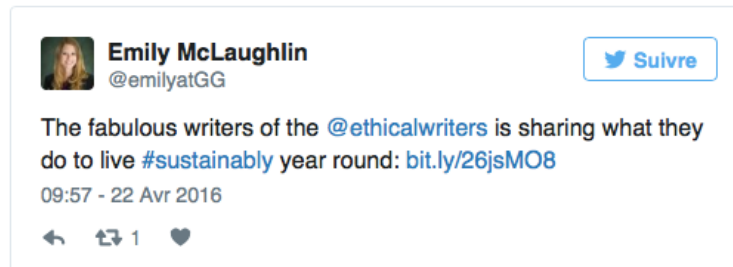 Emily McLaughlin
@emilyatGG
Suivre
The fabulous writers of the @ethicalwriters is sharing what they
do to live #sustainably year round: bit.ly/26jsMO8
09:57 - 22 Avr 2016
1